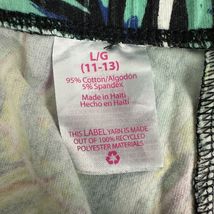 L/G
(11-13)
95% Cotton/Algodón
5% Spandex
Made in Haiti
Hecho en Haití
THIS LABEL YARN IS MADE
OUT OF 100% RECYCLED
POLYESTER MATERIALS